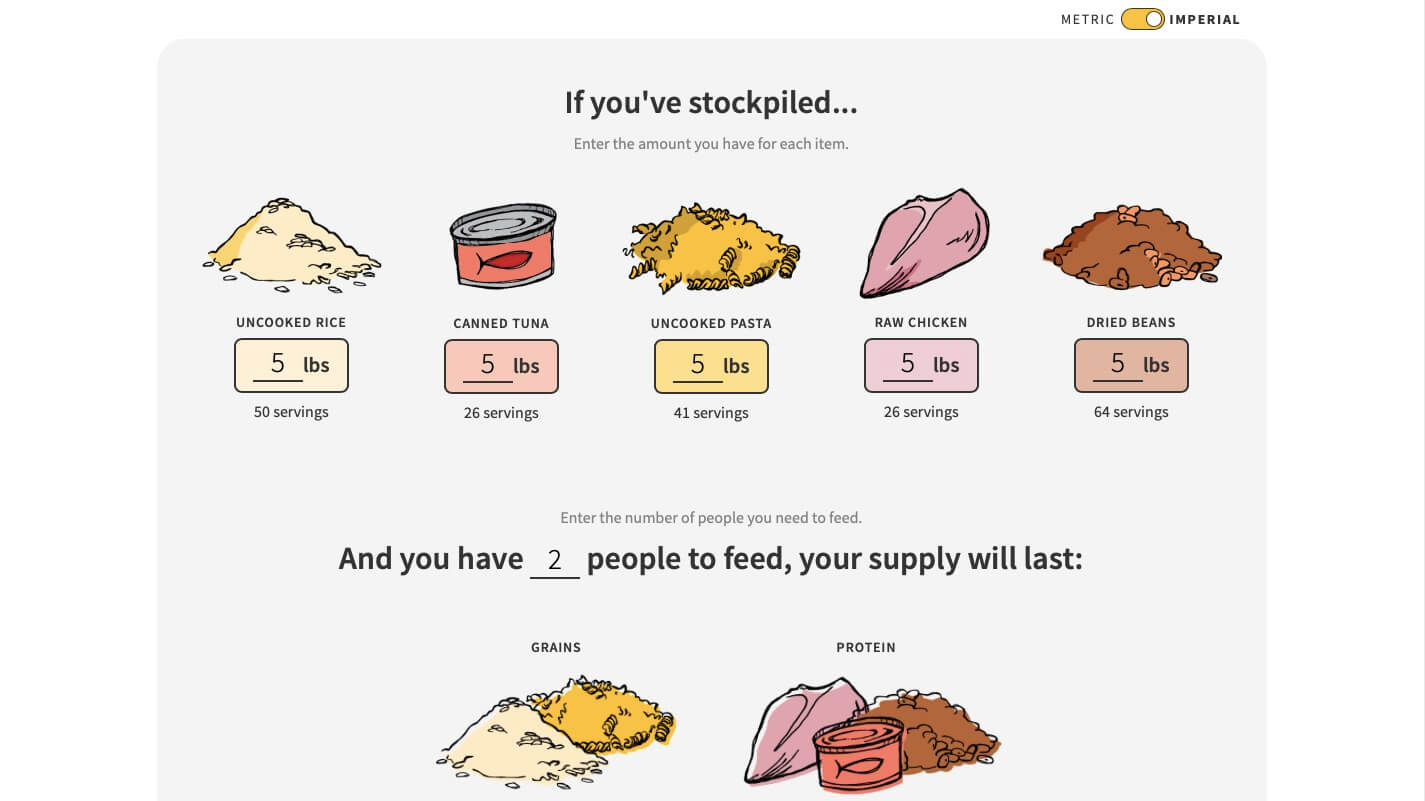 METRIC IMPERIAL
If you've stockpiled...
Enter the amount you have for each item.
UNCOOKED RICE CANNED TUNA UNCOOKED PASTA RAW CHICKEN DRIED BEANS
5 lbs 5 lbs 5 lbs 5 lbs 5 lbs
50 servings 26 servings 41 servings 26 servings 64 servings
Enter the number of people you need to feed.
And you have 2 people to feed, your supply will last:
GRAINS PROTEIN